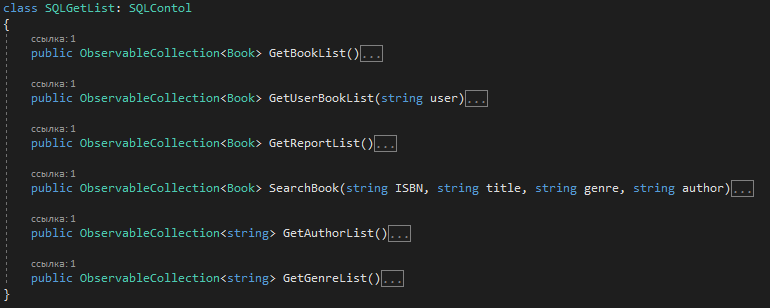 class SQLGetList: SQLContol
{
ссылка: 1
public ObservableCollection<Book> GetBookList()...
ссылка: 1
public ObservableCollection<Book> GetUserBookList(string user)...
ссылка: 1
public ObservableCollection<Book> GetReportList()...
ссылка: 1
public ObservableCollection<Book> SearchBook(string ISBN, string title, string genre, string author)...
ссылка: 1
public ObservableCollection<string> GetAuthorList()...
ссылка: 1
public ObservableCollection<string> GetGenreList()...
}